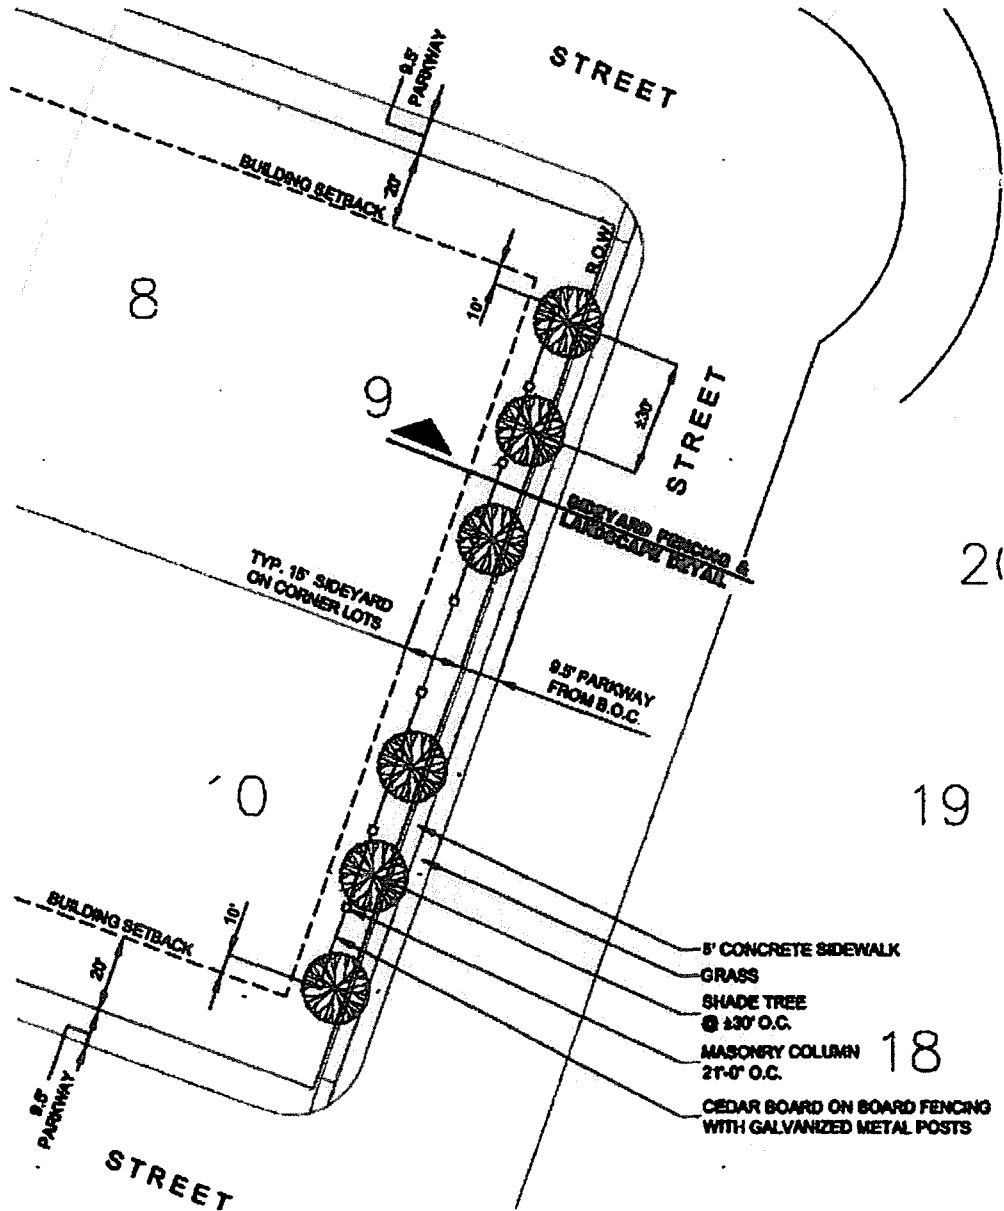 STREET
9.5'
PARKWAY
20'
BUILDING SETBACK
R.O.W.
10'
8
9
±30'
STREET
SIDEYARD FENCING &
LANDSCAPE DETAIL
TYP. 15' SIDEYARD
ON CORNER LOTS
9.5' PARKWAY
FROM B.O.C.
20
19
10
BUILDING SETBACK
10'
20'
9.5'
PARKWAY
5' CONCRETE SIDEWALK
GRASS
SHADE TREE
@ ±30' O.C.
18
MASONRY COLUMN
21'-0" O.C.
CEDAR BOARD ON BOARD FENCING
WITH GALVANIZED METAL POSTS
STREET